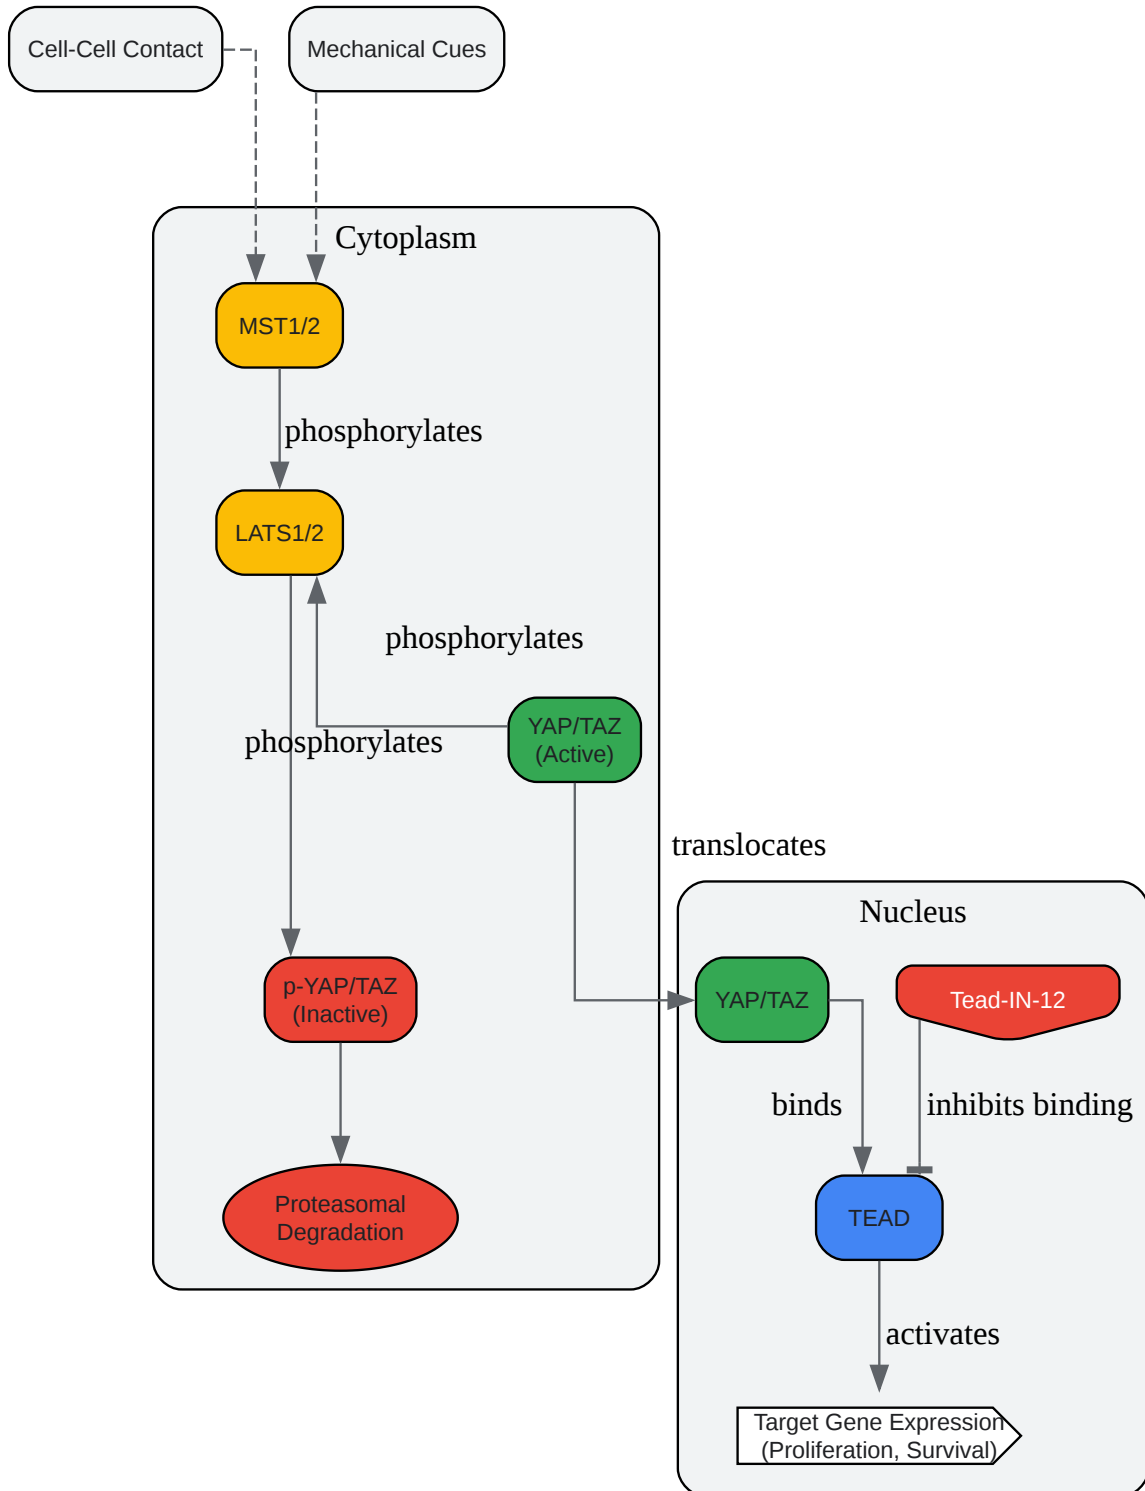 Cell-Cell Contact
Mechanical Cues
Cytoplasm
MST1/2
phosphorylates
LATS1/2
phosphorylates
YAP/TAZ
(Active)
phosphorylates
translocates
Nucleus
p-YAP/TAZ
(Inactive)
YAP/TAZ
Tead-IN-12
binds
inhibits binding
Proteasomal
Degradation
TEAD
activates
Target Gene Expression
(Proliferation, Survival)